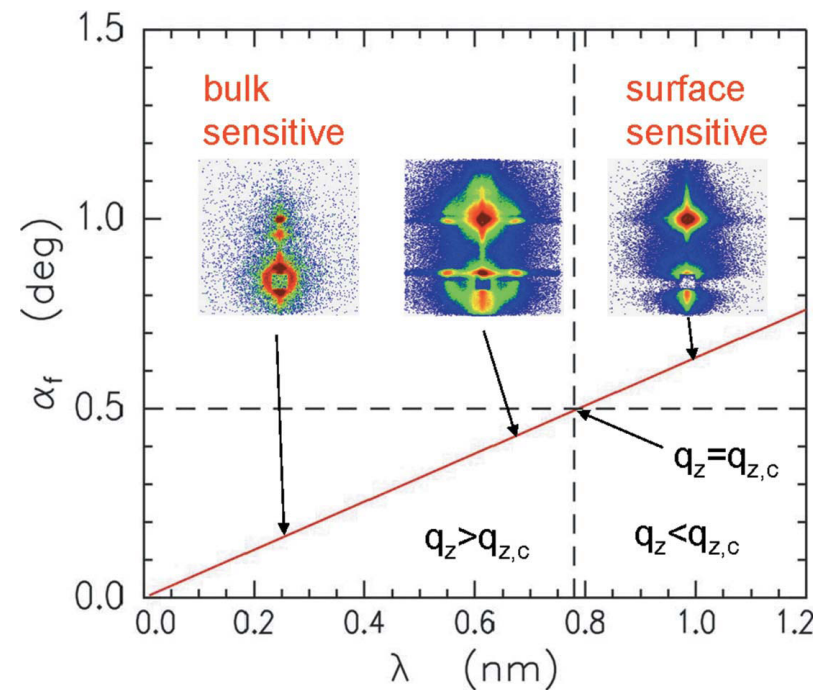 1.5
bulk
sensitive
surface
sensitive
1.0
α_f (deg)
0.5
q_z=q_z,c
q_z>q_z,c
q_z<q_z,c
0.0
0.0 0.2 0.4 0.6 0.8 1.0 1.2
λ (nm)